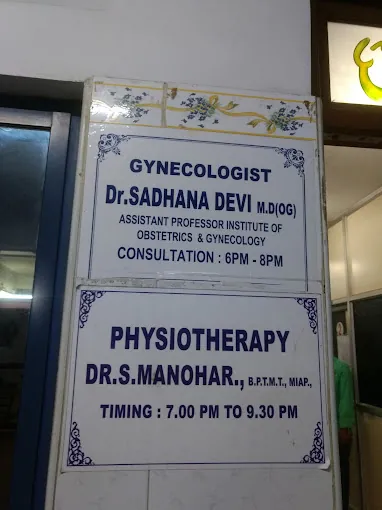 GYNECOLOGIST
Dr.SADHANA DEVI M.D(OG)
ASSISTANT PROFESSOR INSTITUTE OF
OBSTETRICS & GYNECOLOGY
CONSULTATION : 6PM - 8PM
PHYSIOTHERAPY
DR.S.MANOHAR., B.P.T.M.T., MIAP.,
TIMING : 7.00 PM TO 9.30 PM